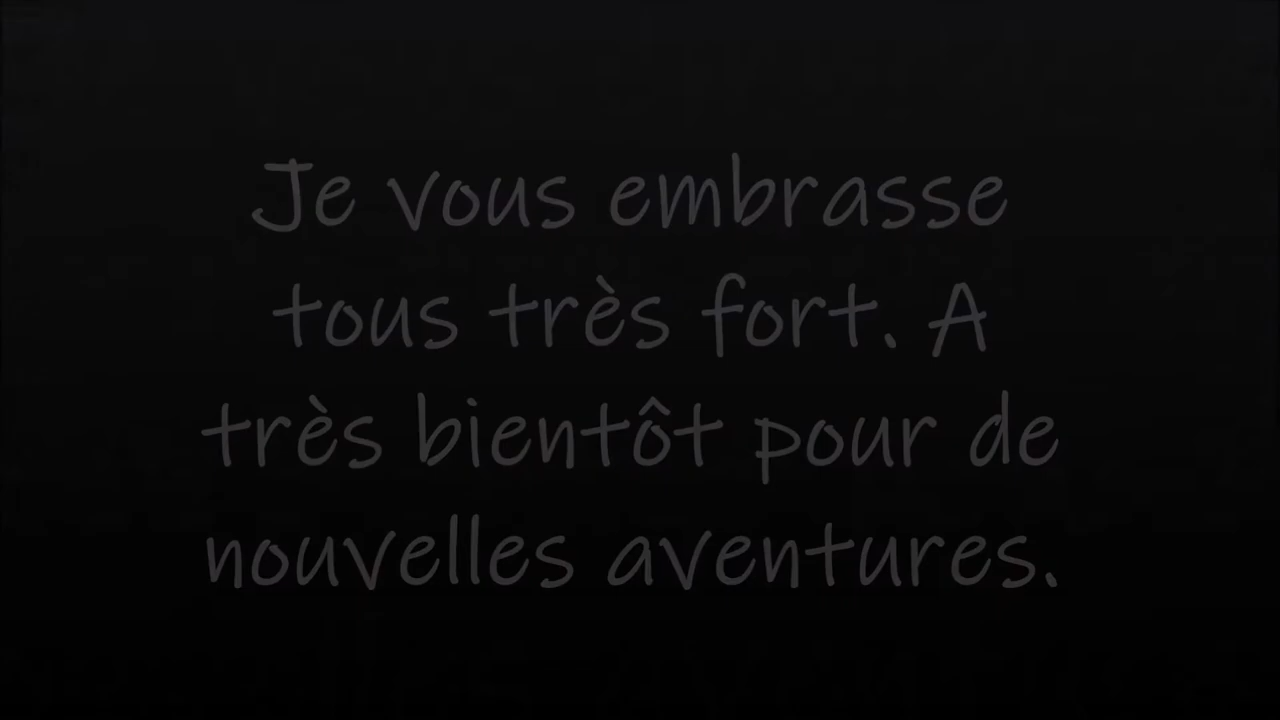 Je vous embrasse
tous très fort. A
très bientôt pour de
nouvelles aventures.